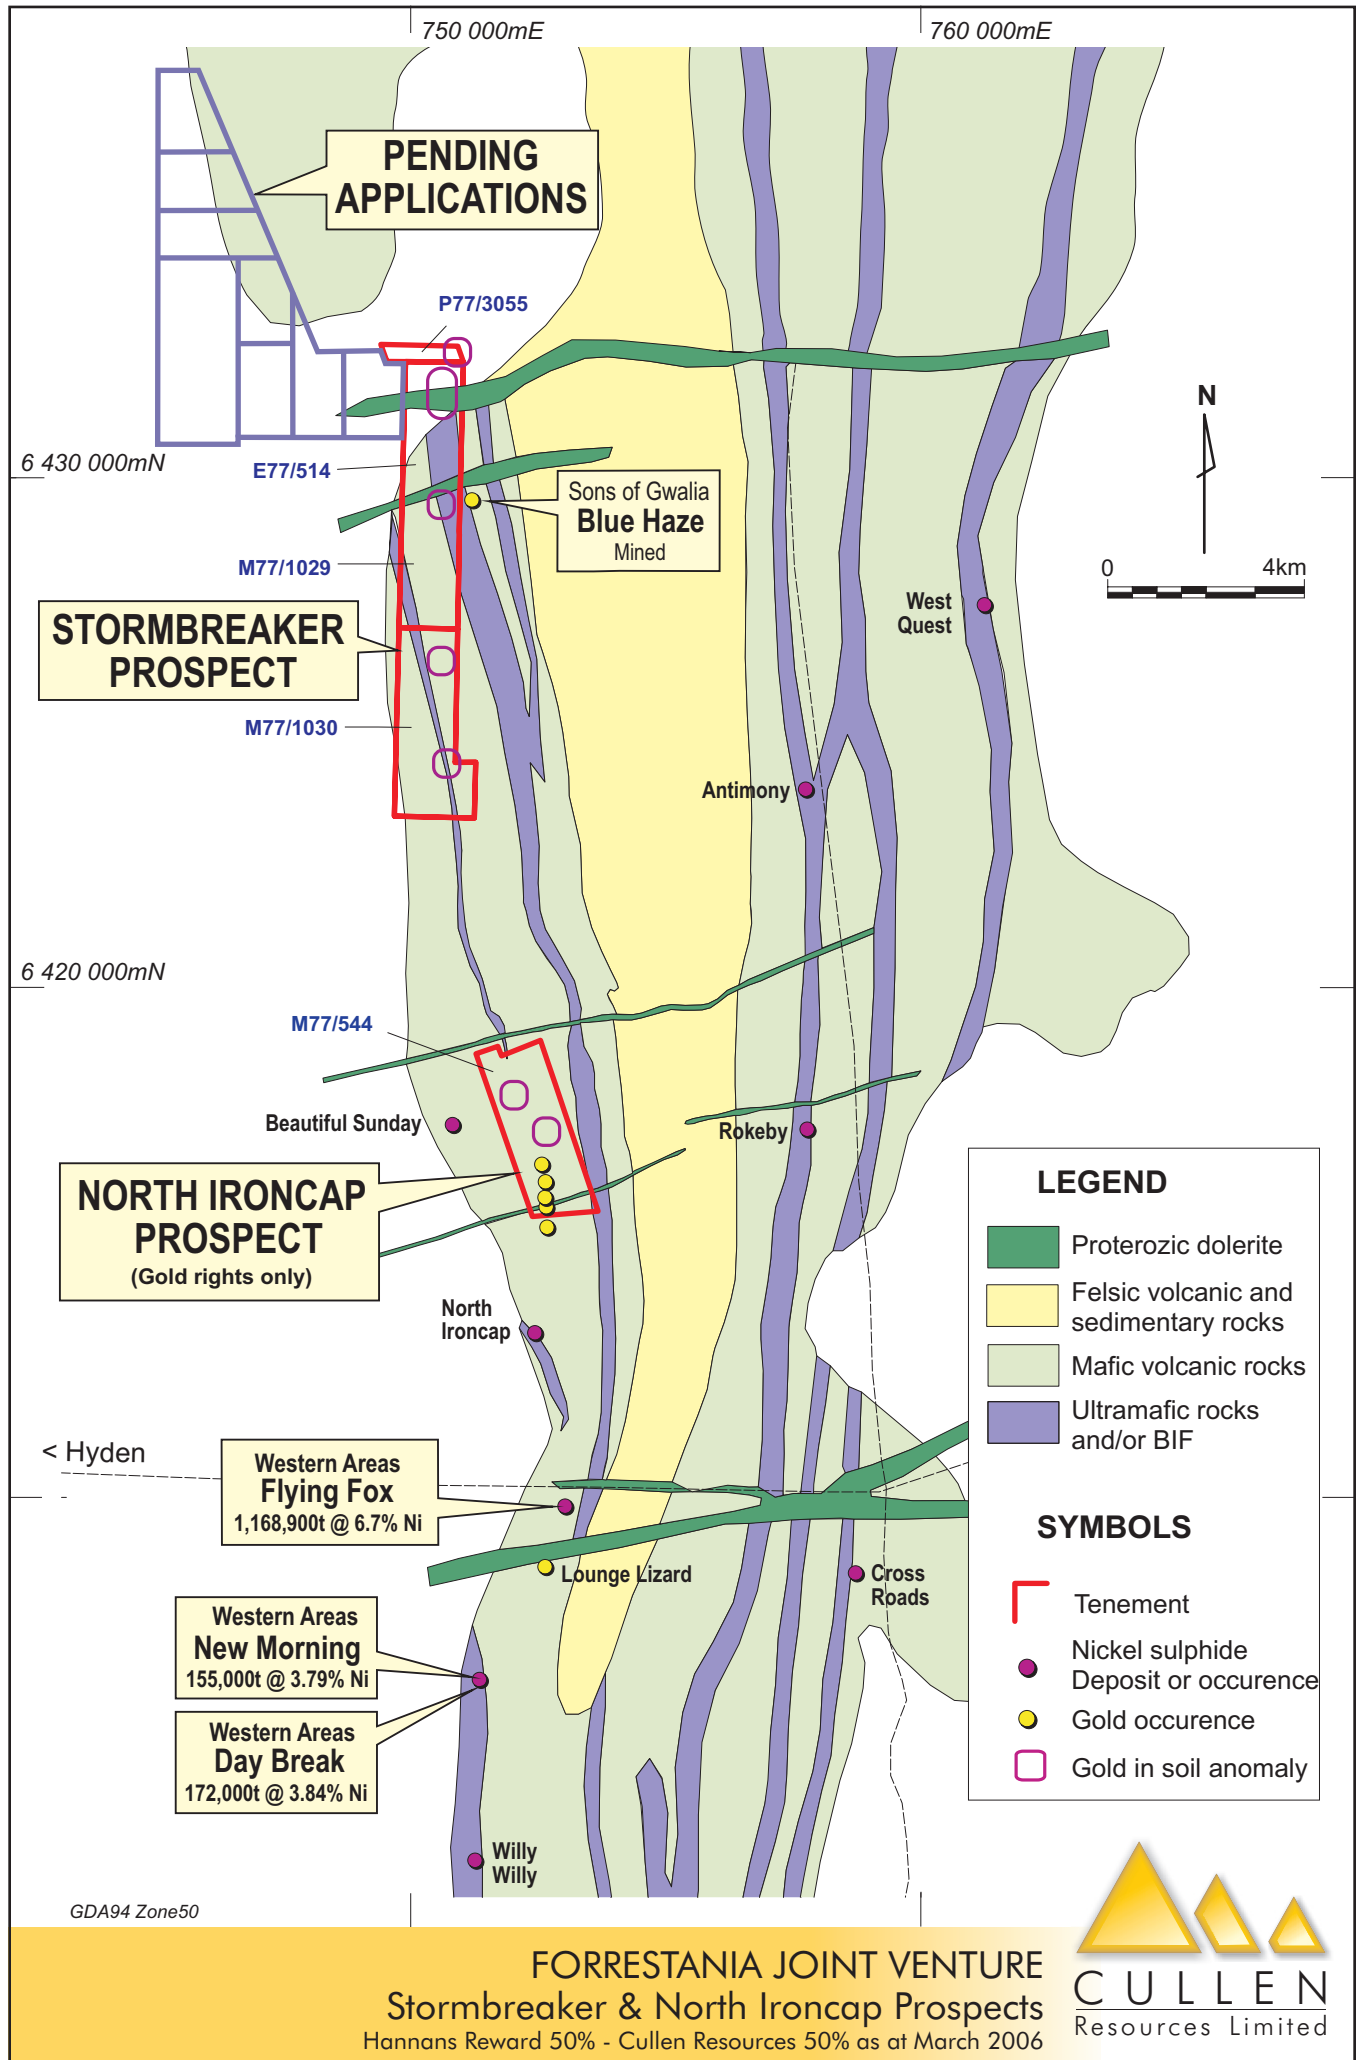 750 000mE
760 000mE
PENDING
APPLICATIONS
P77/3055
6 430 000mN
E77/514
Sons of Gwalia
Blue Haze
Mined
N
0 4km
M77/1029
STORMBREAKER
PROSPECT
West
Quest
M77/1030
Antimony
6 420 000mN
M77/544
Beautiful Sunday
Rokeby
NORTH IRONCAP
PROSPECT
(Gold rights only)
North
Ironcap
< Hyden
Western Areas
Flying Fox
1,168,900t @ 6.7% Ni
Lounge Lizard
Cross
Roads
Western Areas
New Morning
155,000t @ 3.79% Ni
Western Areas
Day Break
172,000t @ 3.84% Ni
Willy
Willy
LEGEND
Proterozic dolerite
Felsic volcanic and
sedimentary rocks
Mafic volcanic rocks
Ultramafic rocks
and/or BIF
SYMBOLS
Tenement
Nickel sulphide
Deposit or occurence
Gold occurence
Gold in soil anomaly
GDA94 Zone50
FORRESTANIA JOINT VENTURE
Stormbreaker & North Ironcap Prospects
Hannans Reward 50% - Cullen Resources 50% as at March 2006
CULLEN
Resources Limited